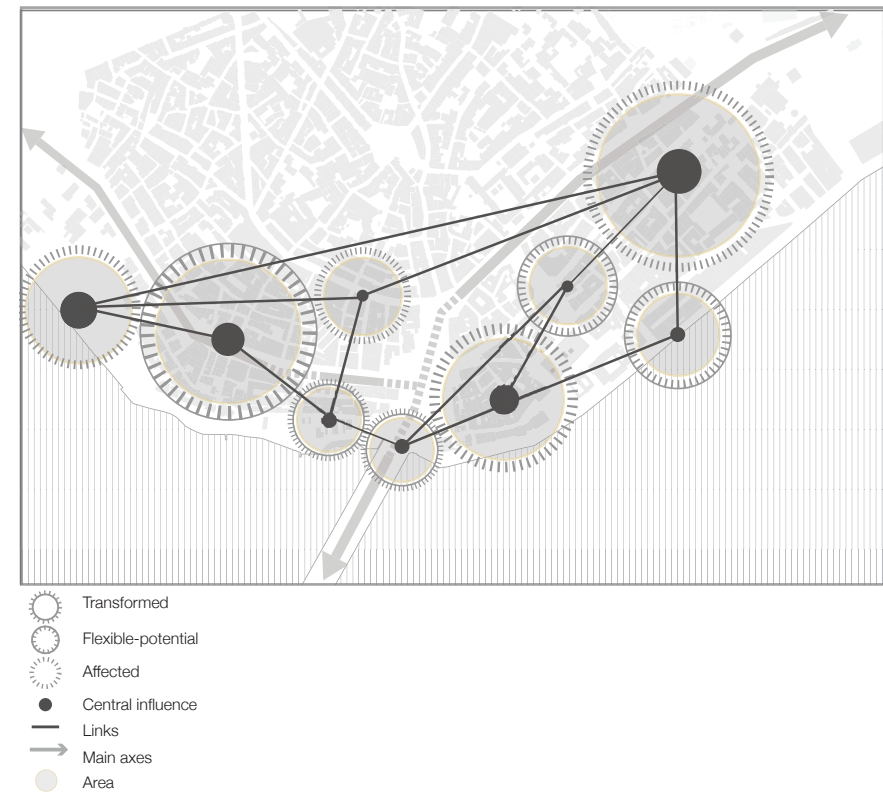 Transformed
Flexible-potential
Affected
Central influence
Links
Main axes
Area